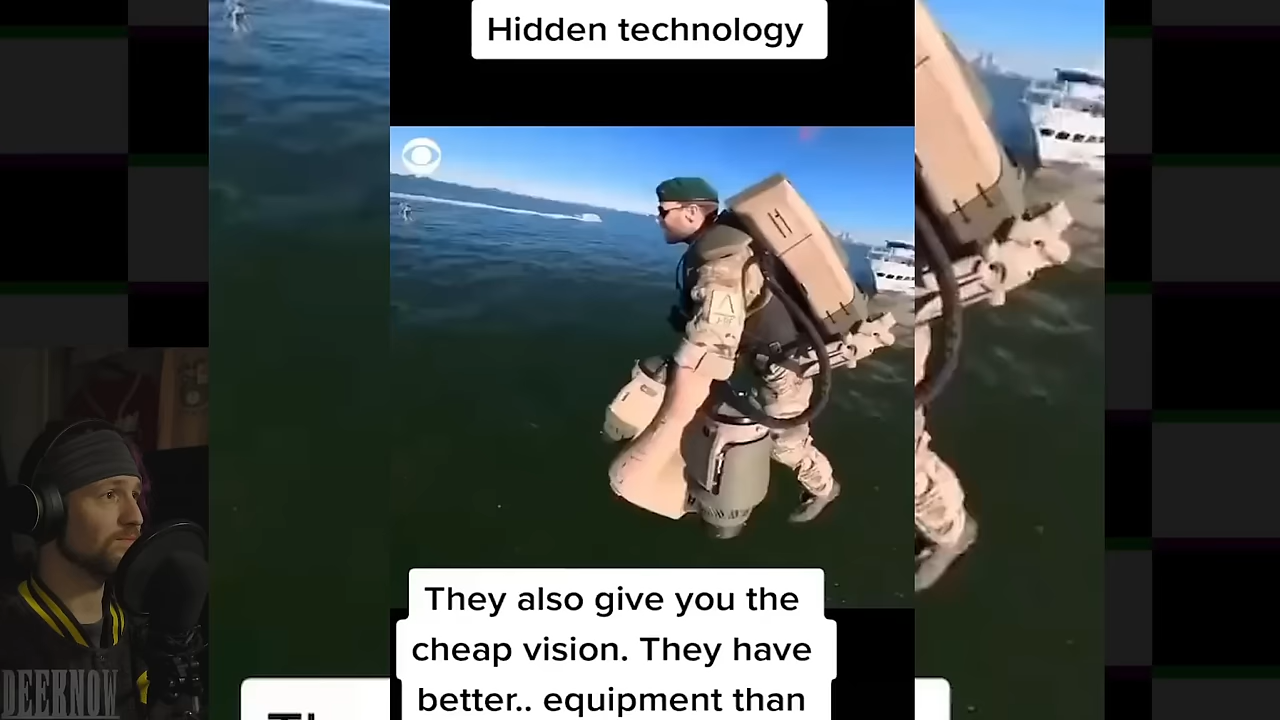 Hidden technology
They also give you the
cheap vision. They have
better.. equipment than
DEEKNOW